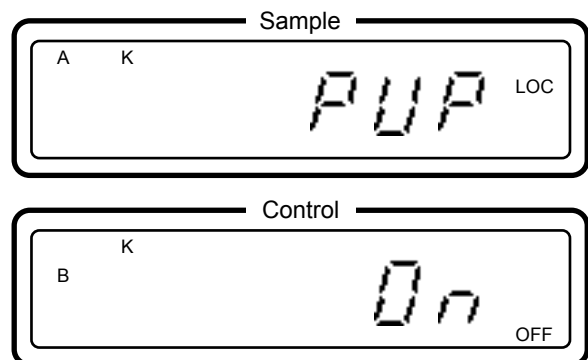 Sample
A K
PUP LOC
Control
K
B
On
OFF